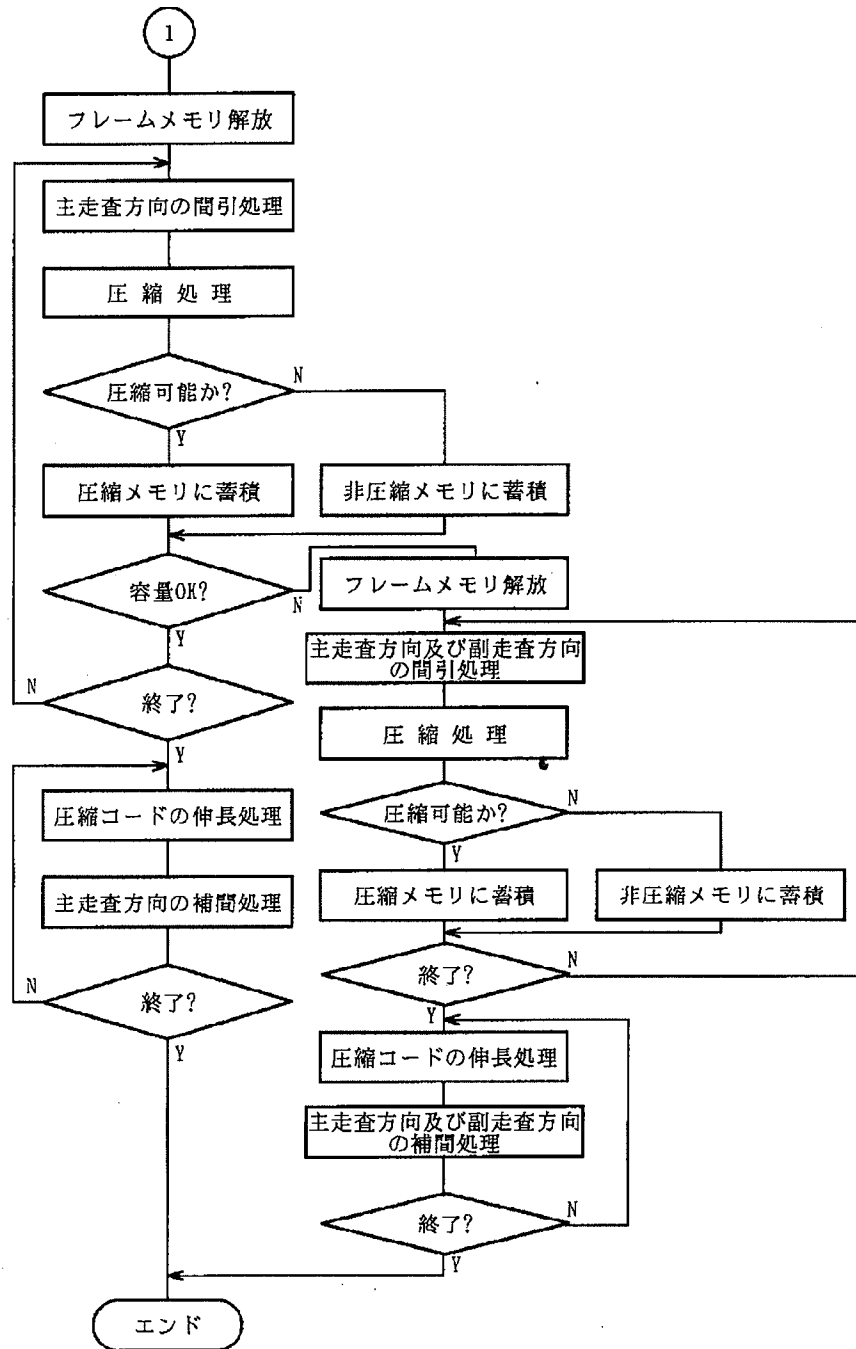 1
フレームメモリ解放
主走査方向の間引処理
圧縮処理
圧縮可能か?
N
Y
圧縮メモリに蓄積
非圧縮メモリに蓄積
容量OK?
N
Y
フレームメモリ解放
主走査方向及び副走査方向
の間引処理
終了?
N
Y
圧縮処理
圧縮可能か?
N
Y
圧縮コードの伸長処理
圧縮メモリに蓄積
非圧縮メモリに蓄積
主走査方向の補間処理
終了?
N
Y
終了?
N
Y
圧縮コードの伸長処理
主走査方向及び副走査方向
の補間処理
終了?
N
Y
エンド